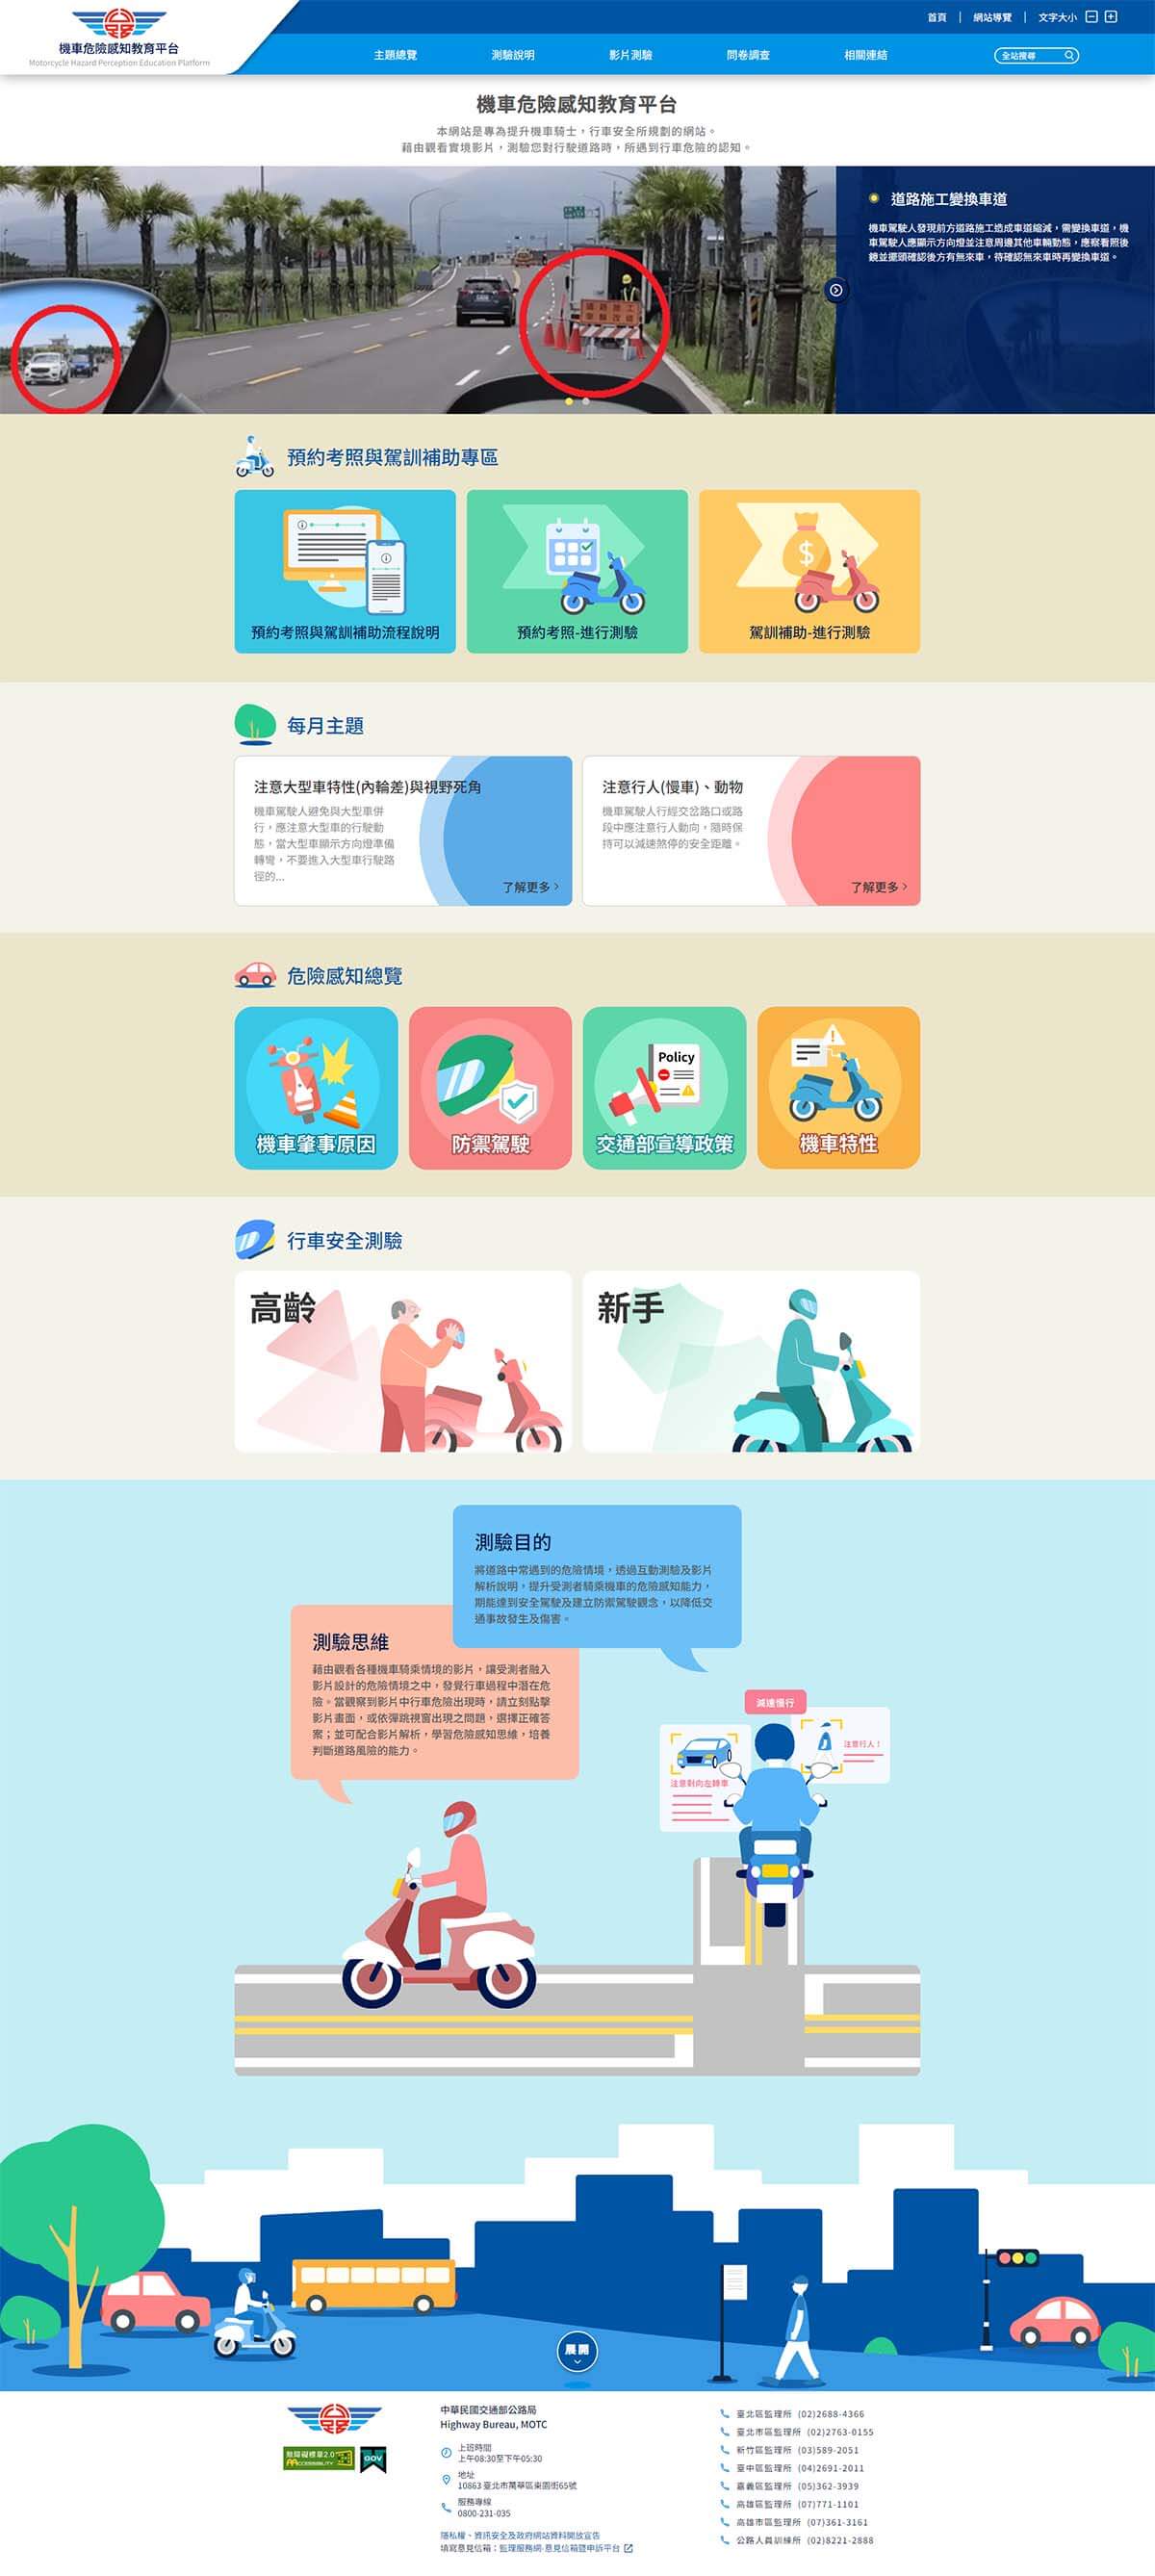 機車危險感知教育平台
Motorcycle Hazard Perception Education Platform
首頁 | 網站導覽 | 文字大小
主題總覽 測驗說明 影片測驗 問卷調查 相關連結 全站搜尋
機車危險感知教育平台
本網站是專為提升機車騎士，行車安全所規劃的網站。
藉由觀看實境影片，測驗您對行駛道路時，所遇到行車危險的認知。
道路施工
車輛改道
道路施工變換車道
機車駕駛人發現前方道路施工造成車道縮減，需變換車道，機
車駕駛人應顯示方向燈並注意周邊其他車輛動態，應察看照後
鏡並擺頭確認後方有無來車，待確認無來車時再變換車道。
預約考照與駕訓補助專區
預約考照與駕訓補助流程說明
預約考照-進行測驗
駕訓補助-進行測驗
每月主題
注意大型車特性(內輪差)與視野死角
機車駕駛人避免與大型車併
行，應注意大型車的行駛動
態，當大型車顯示方向燈準備
轉彎，不要進入大型車行駛路
徑的...
了解更多
注意行人(慢車)、動物
機車駕駛人行經交岔路口或路
段中應注意行人動向，隨時保
持可以減速煞停的安全距離。
了解更多
危險感知總覽
機車肇事原因
防禦駕駛
Policy
交通部宣導政策
機車特性
行車安全測驗
高齡
新手
測驗目的
將道路中常遇到的危險情境，透過互動測驗及影片
解析說明，提升受測者騎乘機車的危險感知能力，
期能達到安全駕駛及建立防禦駕駛觀念，以降低交
通事故發生及傷害。
測驗思維
藉由觀看各種機車騎乘情境的影片，讓受測者融入
影片設計的危險情境之中，發覺行車過程中潛在危
險。當觀察到影片中行車危險出現時，請立刻點擊
影片畫面，或依彈跳視窗出現之問題，選擇正確答
案；並可配合影片解析，學習危險感知思維，培養
判斷道路風險的能力。
減速慢行
注意行人！
注意對向左轉車
展開
中華民國交通部公路局
Highway Bureau, MOTC
上班時間
上午08:30至下午05:30
地址
10863 臺北市萬華區東園街65號
服務專線
0800-231-035
隱私權、資訊安全及政府網站資料開放宣告
填寫意見信箱：監理服務網-意見信箱暨申訴平台
無障礙標章2.0
ACCESSIBILITY
GOV
臺北區監理所 (02)2688-4366
臺北市區監理所 (02)2763-0155
新竹區監理所 (03)589-2051
臺中區監理所 (04)2691-2011
嘉義區監理所 (05)362-3939
高雄區監理所 (07)771-1101
高雄市區監理所 (07)361-3161
公路人員訓練所 (02)8221-2888